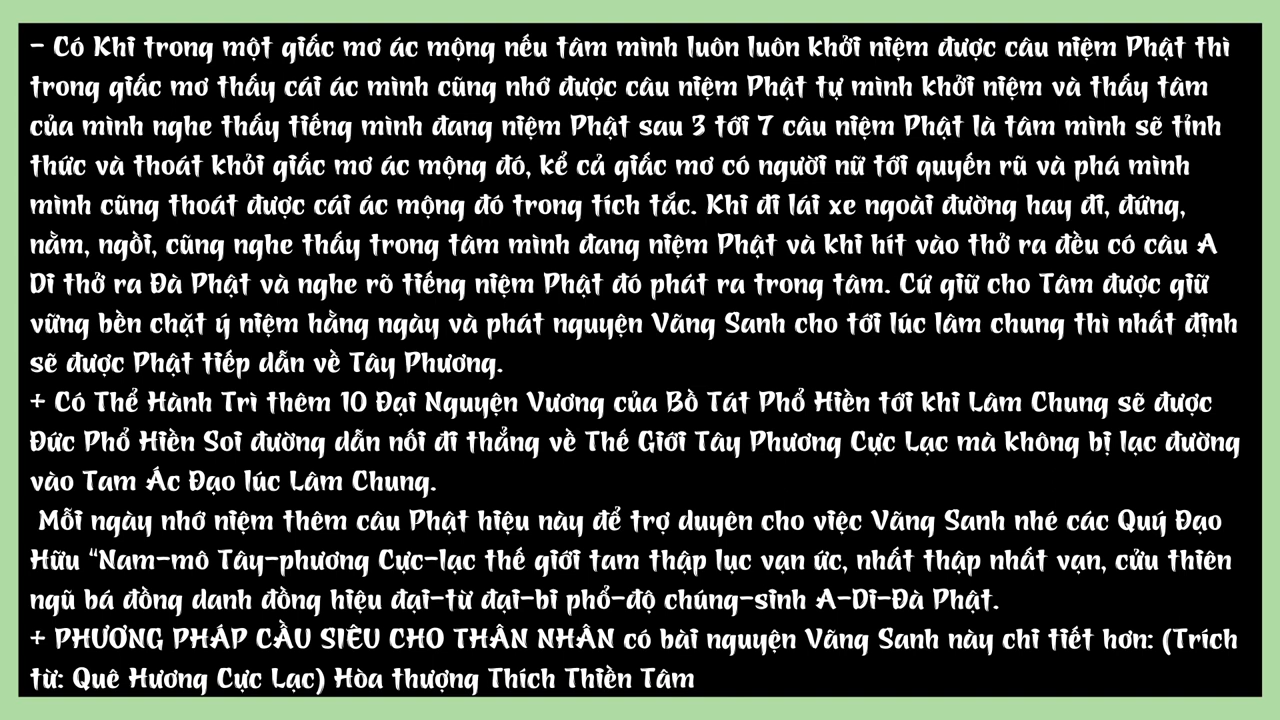 - Có Khi trong một giấc mơ ác mộng nếu tâm mình luôn luôn khởi niệm được câu niệm Phật thì
trong giấc mơ thấy cái ác mình cũng nhớ được câu niệm Phật tự mình khởi niệm và thấy tâm
của mình nghe thấy tiếng mình đang niệm Phật sau 3 tới 7 câu niệm Phật là tâm mình sẽ tỉnh
thức và thoát khỏi giấc mơ ác mộng đó, kể cả giấc mơ có người nữ tới quyến rũ và phá mình
mình cũng thoát được cái ác mộng đó trong tích tắc. Khi đi lái xe ngoài đường hay đi, đứng,
nằm, ngồi, cũng nghe thấy trong tâm mình đang niệm Phật và khi hít vào thở ra đều có câu A
Di thở ra Đà Phật và nghe rõ tiếng niệm Phật đó phát ra trong tâm. Cứ giữ cho Tâm được giữ
vững bền chặt ý niệm hằng ngày và phát nguyện Vãng Sanh cho tới lúc lâm chung thì nhất định
sẽ được Phật tiếp dẫn về Tây Phương.
+ Có Thể Hành Trì thêm 10 Đại Nguyện Vương của Bồ Tát Phổ Hiền tới khi Lâm Chung sẽ được
Đức Phổ Hiền Soi đường dẫn nối đi thẳng về Thế Giới Tây Phương Cực Lạc mà không bị lạc đường
vào Tam Ác Đạo lúc Lâm Chung.
Mỗi ngày nhớ niệm thêm câu Phật hiệu này để trợ duyên cho việc Vãng Sanh nhé các Quý Đạo
Hữu "Nam-mô Tây-phương Cực-lạc thế giới tam thập lục vạn ức, nhất thập nhất vạn, cửu thiên
ngũ bá đồng danh đồng hiệu đại-từ đại-bi phổ-độ chúng-sinh A-Di-Đà Phật.
+ PHƯƠNG PHÁP CẦU SIÊU CHO THÂN NHÂN có bài nguyện Vãng Sanh này chi tiết hơn: (Trích
từ: Quê Hương Cực Lạc) Hòa thượng Thích Thiền Tâm